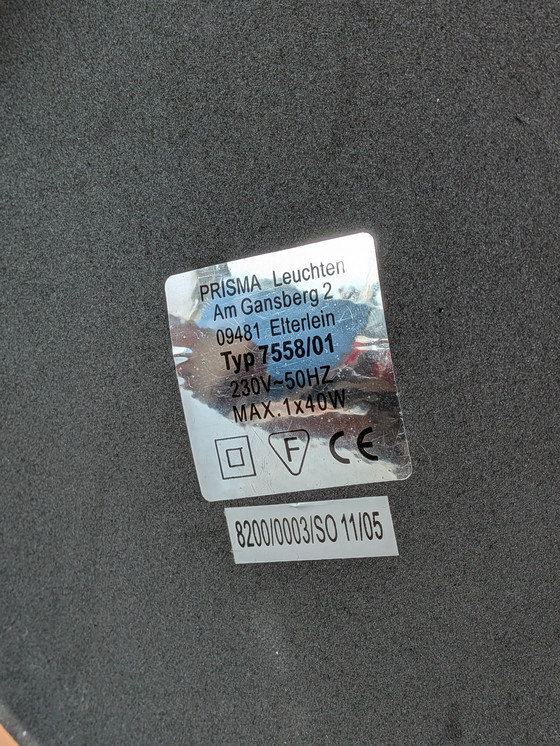 PRISMA Leuchten
Am Gansberg 2
09481 Elterlein
Typ 7558/01
230V~50HZ
MAX.1x40W
F CE
8200/0003/SO 11/05